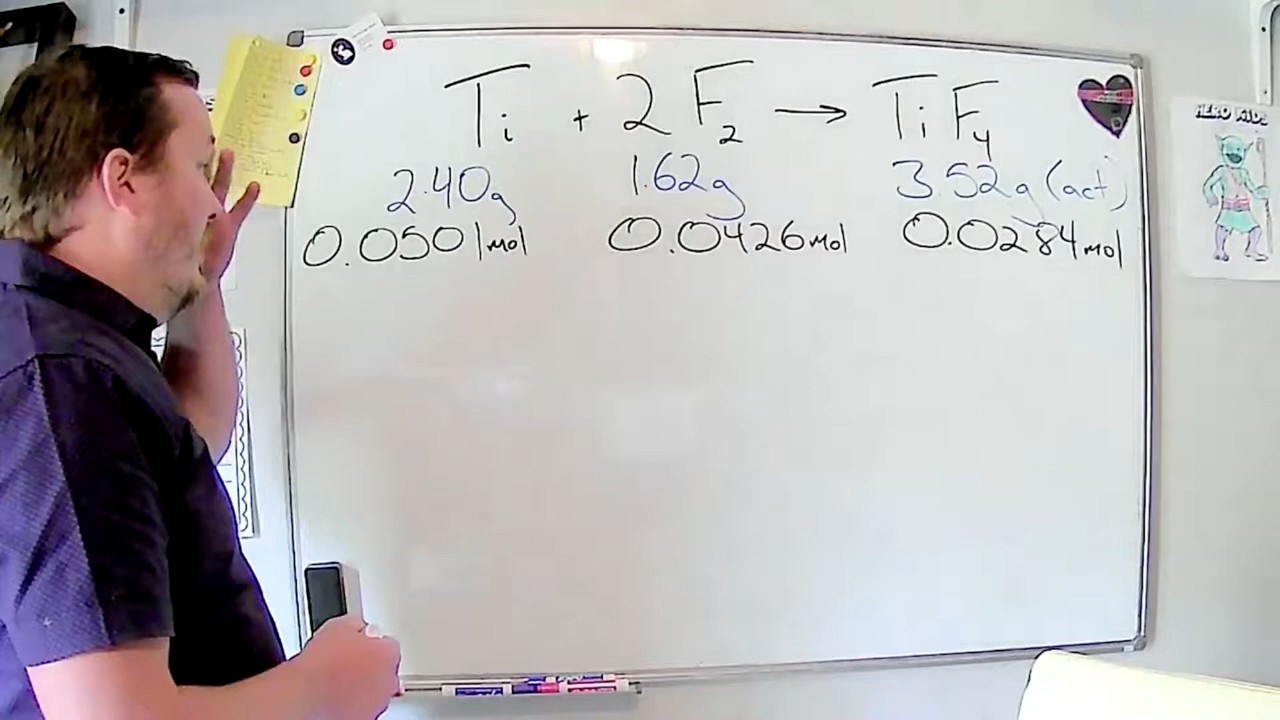 Ti + 2 F2 → TiF4
2.40g 1.62g 3.52g (act)
0.0501mol 0.0426mol 0.0284mol
HERO KIDS